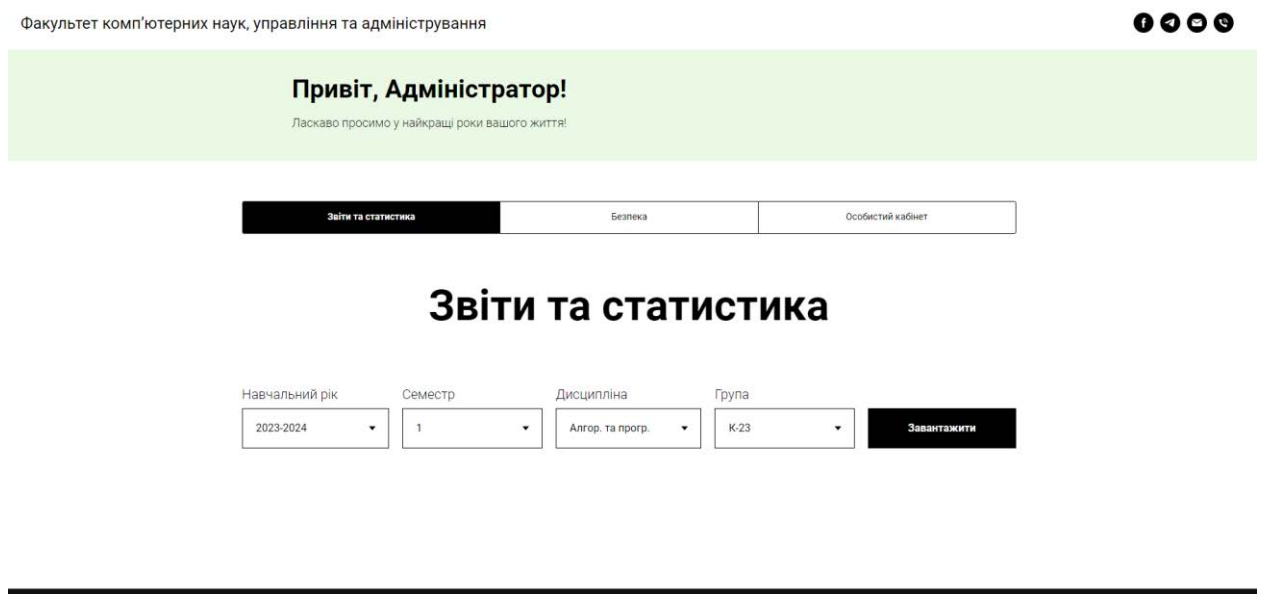 Факультет комп’ютерних наук, управління та адміністрування
Привіт, Адміністратор!
Ласкаво просимо у найкращі роки вашого життя!
Звіти та статистика
Безпека
Особистий кабінет
Звіти та статистика
Навчальний рік
Семестр
Дисципліна
Група
2023-2024
1
Алгор. та прогр.
К-23
Завантажити